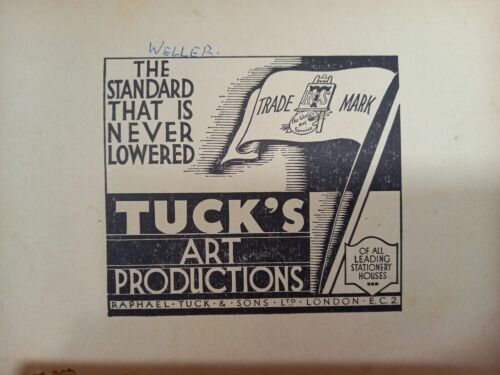 WELLER.
THE
STANDARD
THAT IS
NEVER
LOWERED
TRADE MARK
TUCK'S
ART
PRODUCTIONS
OF ALL
LEADING
STATIONERY
HOUSES
RAPHAEL · TUCK · & · SONS · LTD · LONDON · E.C.2